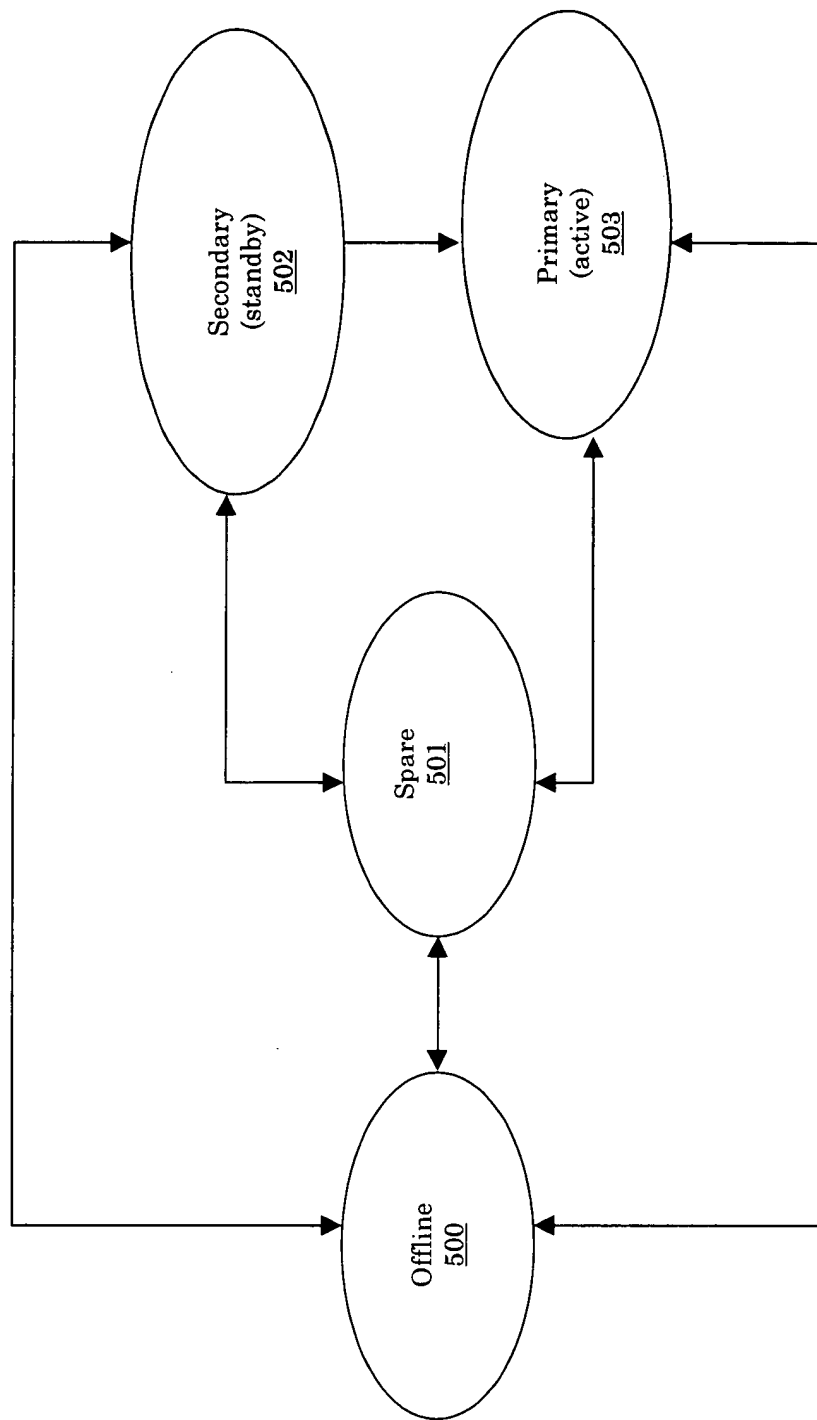 Offline
500
Spare
501
Secondary
(standby)
502
Primary
(active)
503